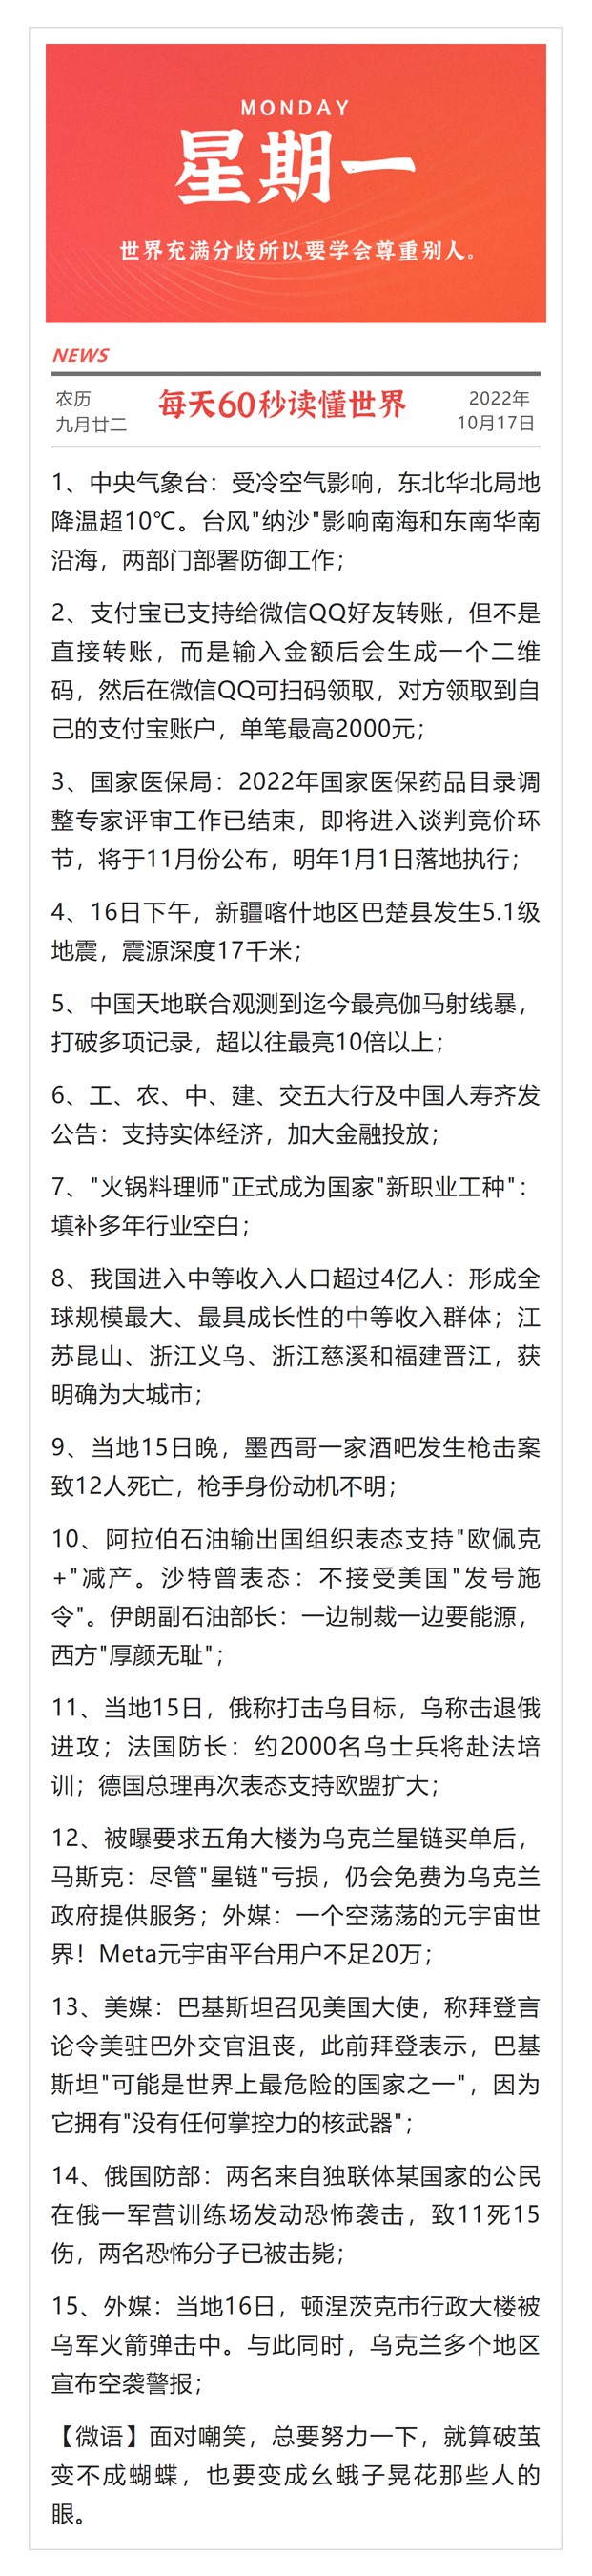 MONDAY
星期一
世界充满分歧所以要学会尊重别人。
NEWS
农历
九月廿二
每天60秒读懂世界
2022年
10月17日
1、中央气象台：受冷空气影响，东北华北局地
降温超10℃。台风"纳沙"影响南海和东南华南
沿海，两部门部署防御工作；
2、支付宝已支持给微信QQ好友转账，但不是
直接转账，而是输入金额后会生成一个二维
码，然后在微信QQ可扫码领取，对方领取到自
己的支付宝账户，单笔最高2000元；
3、国家医保局：2022年国家医保药品目录调
整专家评审工作已结束，即将进入谈判竞价环
节，将于11月份公布，明年1月1日落地执行；
4、16日下午，新疆喀什地区巴楚县发生5.1级
地震，震源深度17千米；
5、中国天地联合观测到迄今最亮伽马射线暴，
打破多项记录，超以往最亮10倍以上；
6、工、农、中、建、交五大行及中国人寿齐发
公告：支持实体经济，加大金融投放；
7、"火锅料理师"正式成为国家"新职业工种"：
填补多年行业空白；
8、我国进入中等收入人口超过4亿人：形成全
球规模最大、最具成长性的中等收入群体；江
苏昆山、浙江义乌、浙江慈溪和福建晋江，获
明确为大城市；
9、当地15日晚，墨西哥一家酒吧发生枪击案
致12人死亡，枪手身份动机不明；
10、阿拉伯石油输出国组织表态支持"欧佩克
+"减产。沙特曾表态：不接受美国"发号施
令"。伊朗副石油部长：一边制裁一边要能源，
西方"厚颜无耻"；
11、当地15日，俄称打击乌目标，乌称击退俄
进攻；法国防长：约2000名乌士兵将赴法培
训；德国总理再次表态支持欧盟扩大；
12、被曝要求五角大楼为乌克兰星链买单后，
马斯克：尽管"星链"亏损，仍会免费为乌克兰
政府提供服务；外媒：一个空荡荡的元宇宙世
界！Meta元宇宙平台用户不足20万；
13、美媒：巴基斯坦召见美国大使，称拜登言
论令美驻巴外交官沮丧，此前拜登表示，巴基
斯坦"可能是世界上最危险的国家之一"，因为
它拥有"没有任何掌控力的核武器"；
14、俄国防部：两名来自独联体某国家的公民
在俄一军营训练场发动恐怖袭击，致11死15
伤，两名恐怖分子已被击毙；
15、外媒：当地16日，顿涅茨克市行政大楼被
乌军火箭弹击中。与此同时，乌克兰多个地区
宣布空袭警报；
【微语】面对嘲笑，总要努力一下，就算破茧
变不成蝴蝶，也要变成幺蛾子晃花那些人的
眼。